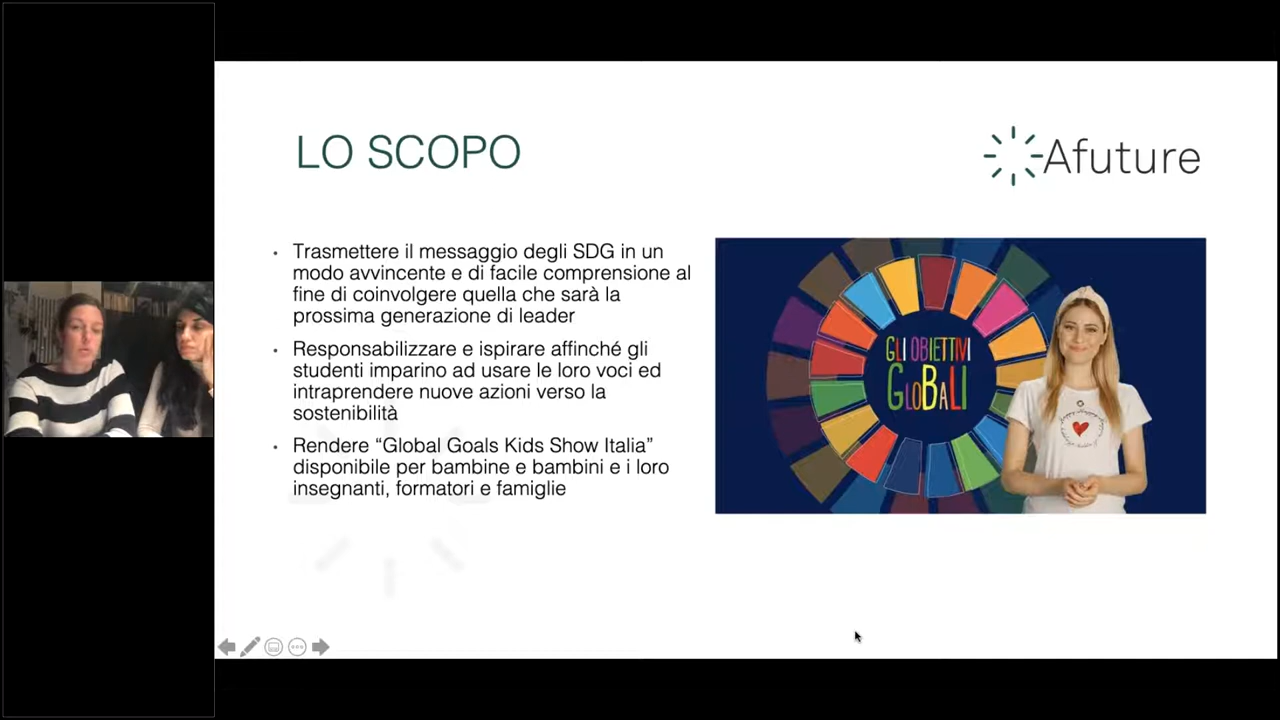 LO SCOPO
Afuture
• Trasmettere il messaggio degli SDG in un
modo avvincente e di facile comprensione al
fine di coinvolgere quella che sarà la
prossima generazione di leader
• Responsabilizzare e ispirare affinché gli
studenti imparino ad usare le loro voci ed
intraprendere nuove azioni verso la
sostenibilità
• Rendere “Global Goals Kids Show Italia”
disponibile per bambine e bambini e i loro
insegnanti, formatori e famiglie
GLI OBIETTIVI
GLOBALI